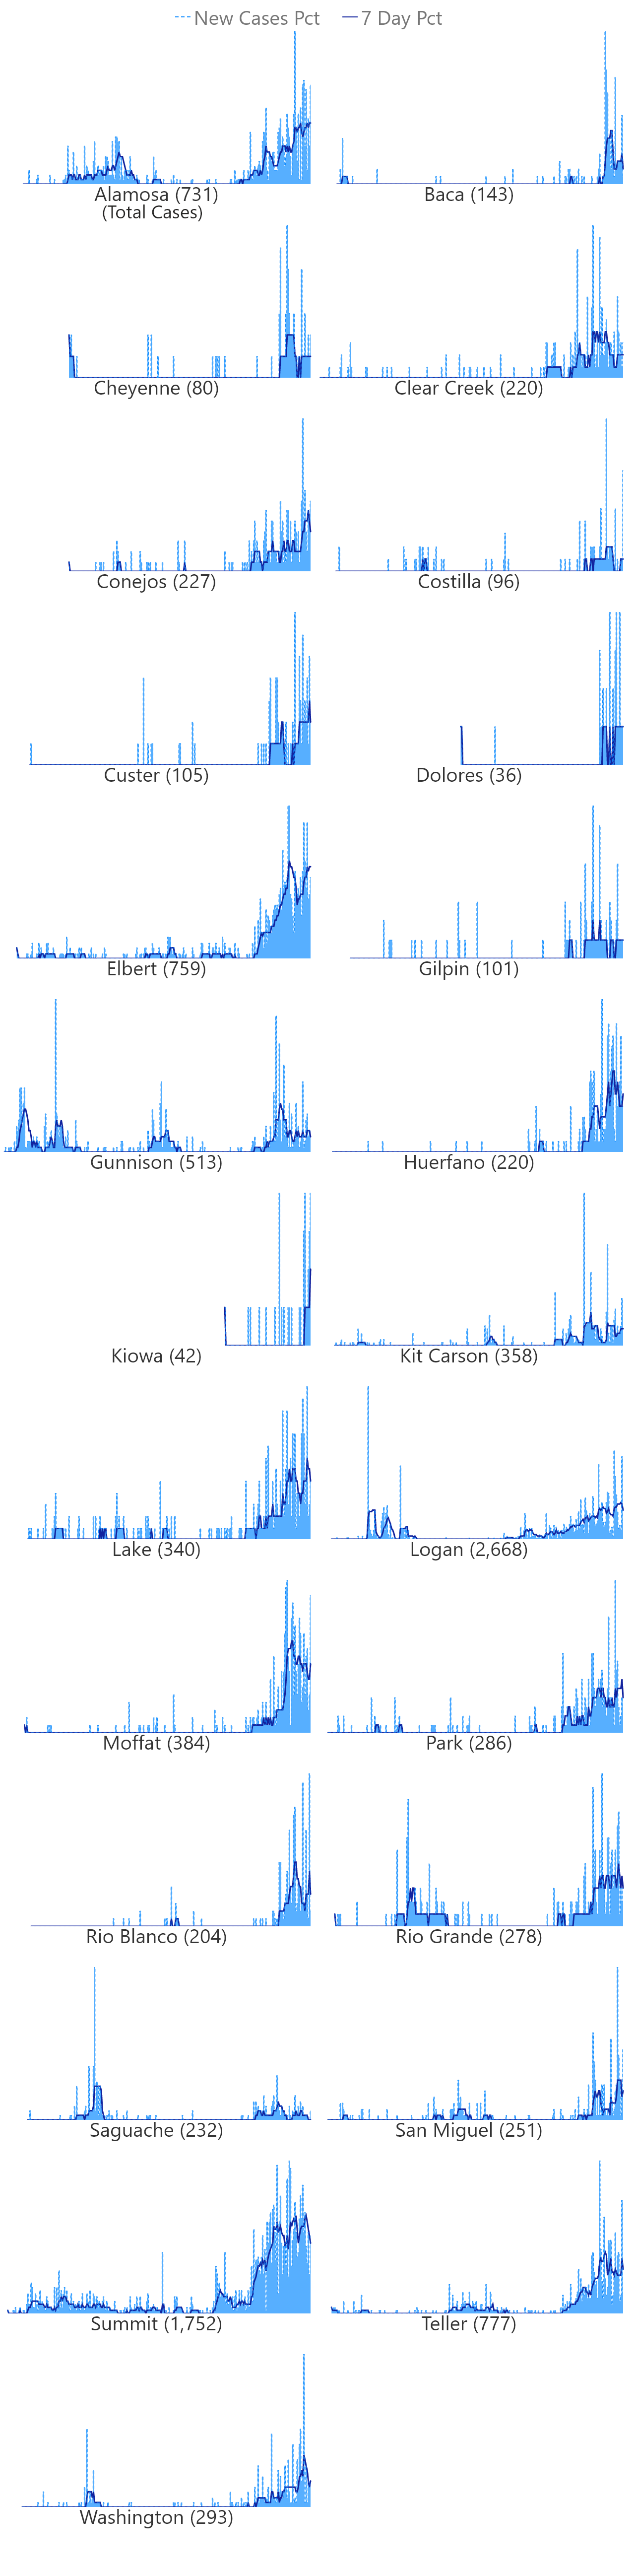 New Cases Pct 7 Day Pct
Alamosa (731) Baca (143)
(Total Cases)
Cheyenne (80) Clear Creek (220)
Conejos (227) Costilla (96)
Custer (105) Dolores (36)
Elbert (759) Gilpin (101)
Gunnison (513) Huerfano (220)
Kiowa (42) Kit Carson (358)
Lake (340) Logan (2,668)
Moffat (384) Park (286)
Rio Blanco (204) Rio Grande (278)
Saguache (232) San Miguel (251)
Summit (1,752) Teller (777)
Washington (293)